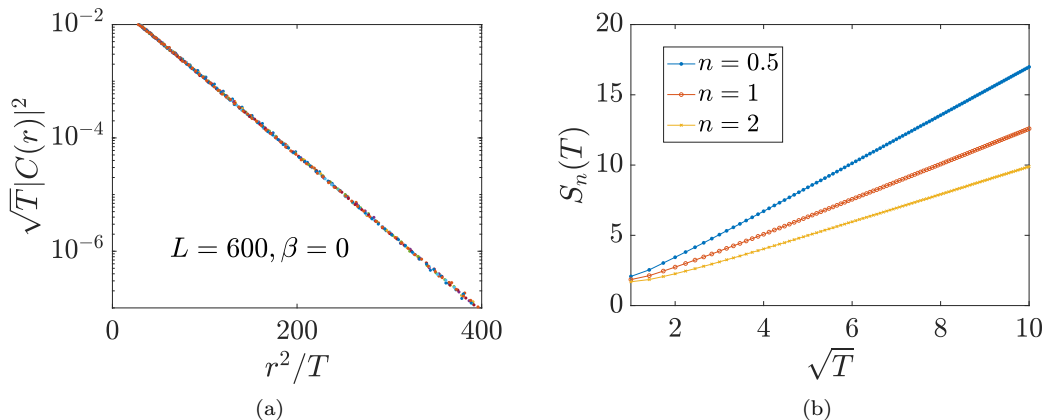 √T|C(r)|²
10⁻²
10⁻⁴
10⁻⁶
L = 600, β = 0
0 200 400
r²/T
(a)
Sₙ(T)
20
15
10
5
0
n = 0.5
n = 1
n = 2
2 4 6 8 10
√T
(b)